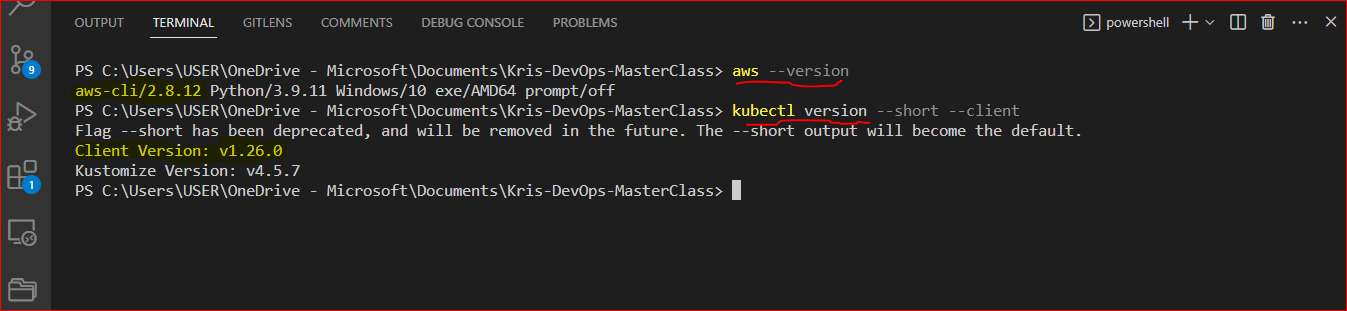 OUTPUT TERMINAL GITLENS COMMENTS DEBUG CONSOLE PROBLEMS powershell
PS C:\Users\USER\OneDrive - Microsoft\Documents\Kris-DevOps-MasterClass> aws --version
aws-cli/2.8.12 Python/3.9.11 Windows/10 exe/AMD64 prompt/off
PS C:\Users\USER\OneDrive - Microsoft\Documents\Kris-DevOps-MasterClass> kubectl version --short --client
Flag --short has been deprecated, and will be removed in the future. The --short output will become the default.
Client Version: v1.26.0
Kustomize Version: v4.5.7
PS C:\Users\USER\OneDrive - Microsoft\Documents\Kris-DevOps-MasterClass>
9
1